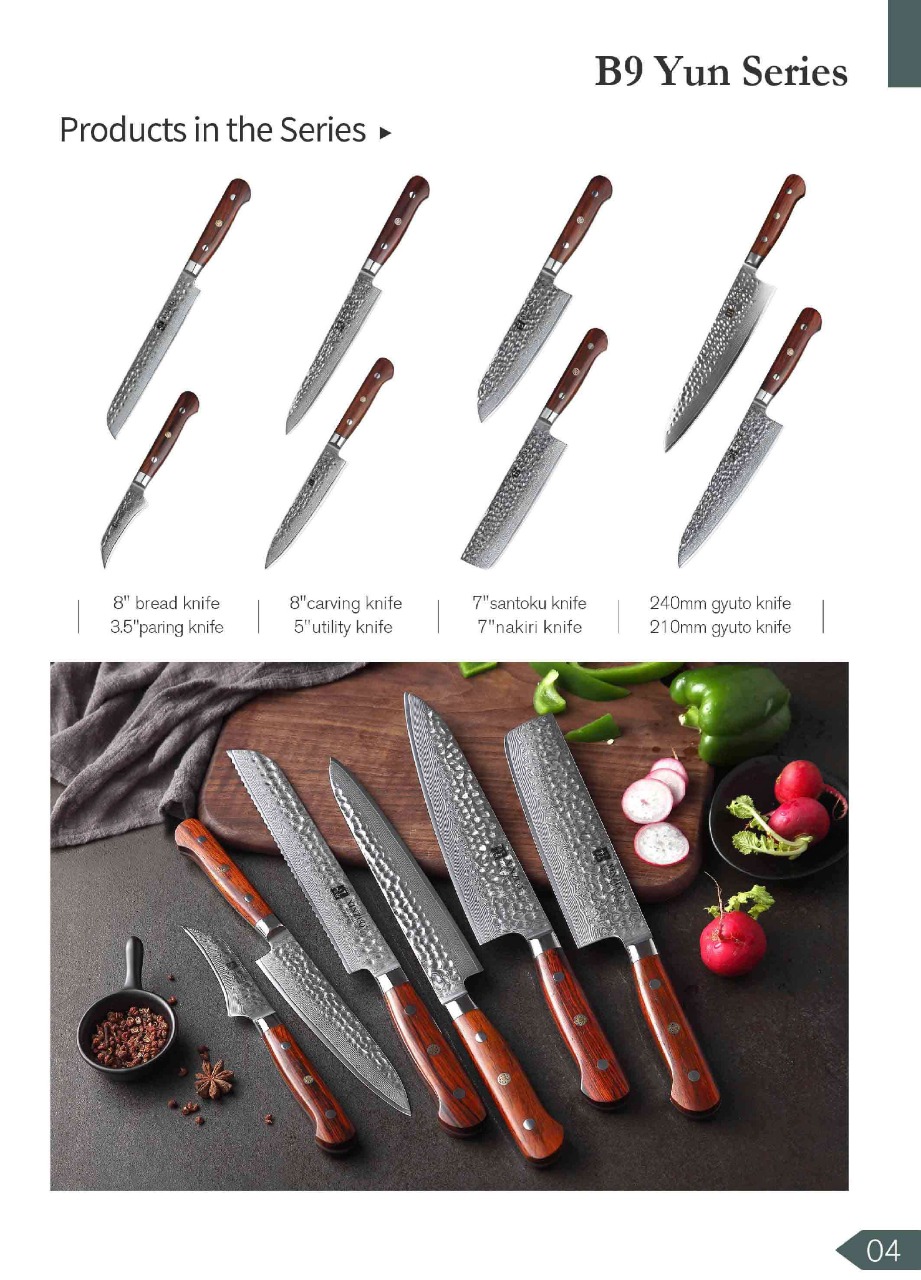 B9 Yun Series
Products in the Series ▸
8" bread knife
3.5"paring knife
8"carving knife
5"utility knife
7"santoku knife
7"nakiri knife
240mm gyuto knife
210mm gyuto knife
04